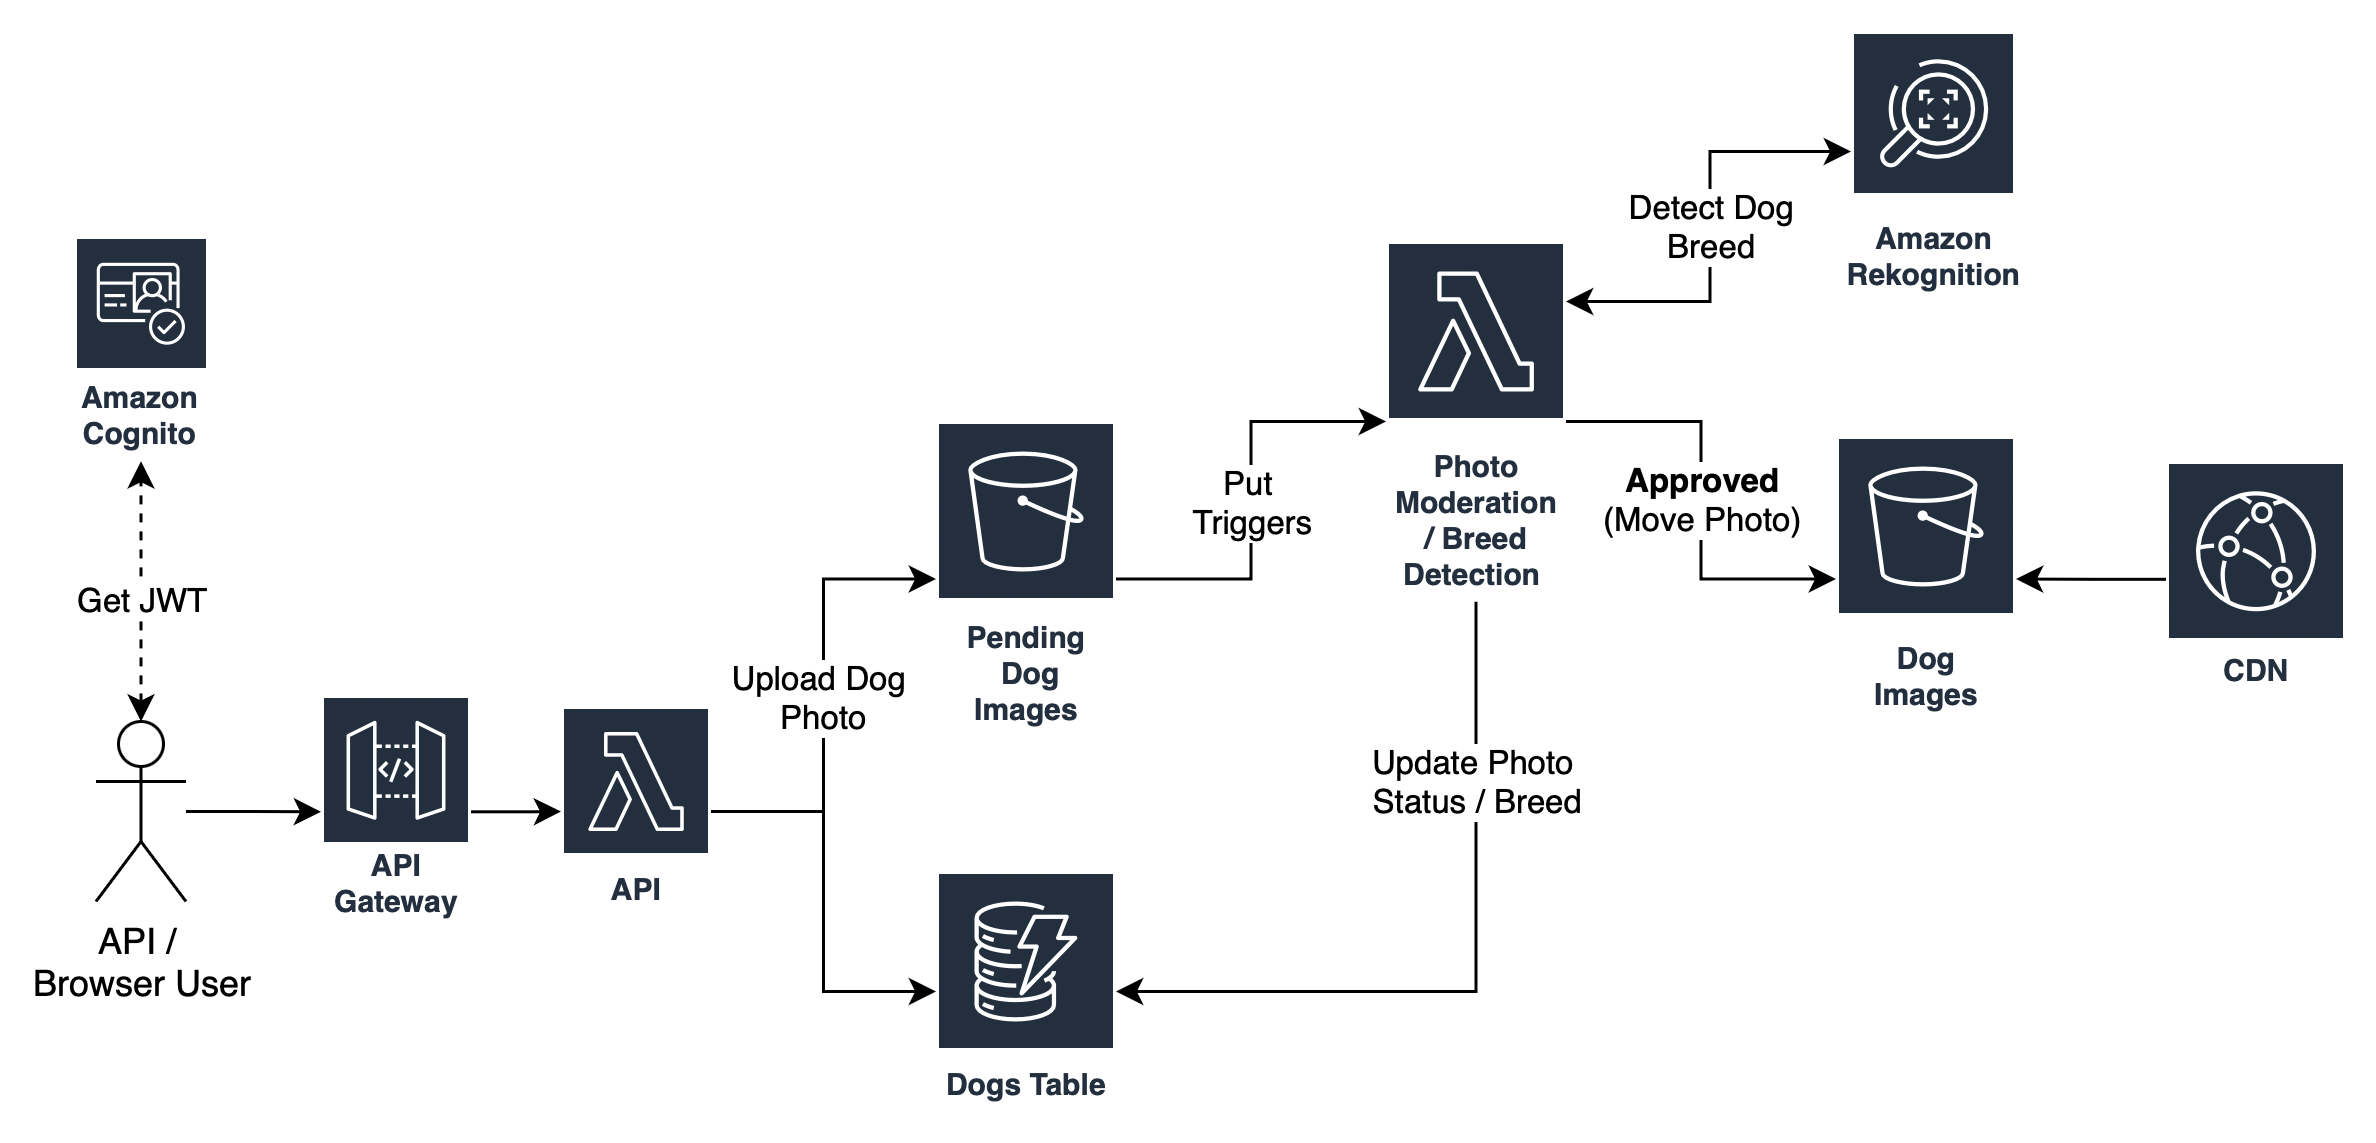 Amazon
Cognito
Get JWT
API /
Browser User
API
Gateway
API
Upload Dog
Photo
Pending
Dog
Images
Dogs Table
Put
Triggers
Photo
Moderation
/ Breed
Detection
Update Photo
Status / Breed
Detect Dog
Breed
Amazon
Rekognition
Approved
(Move Photo)
Dog
Images
CDN